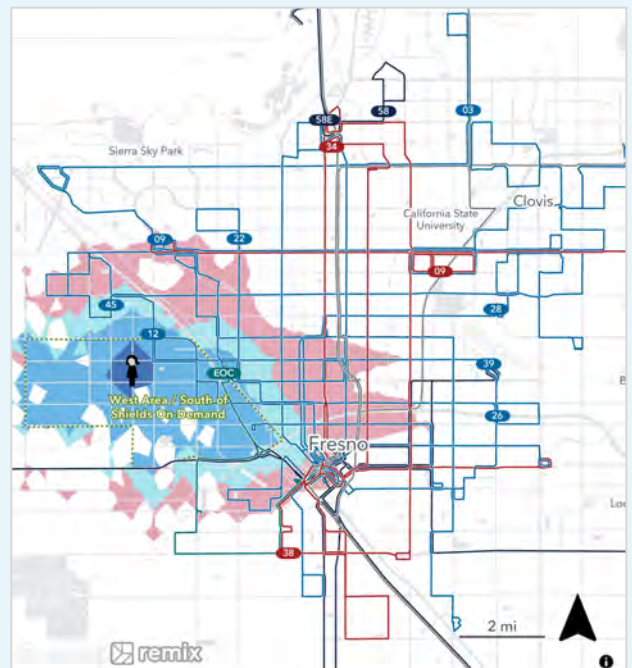 58E
58
03
34
Sierra Sky Park
Clovis
California State
University
09
22
09
45
28
12
EOC
39
West Area / South of
Shields On-Demand
26
Fresno
38
2 mi
remix